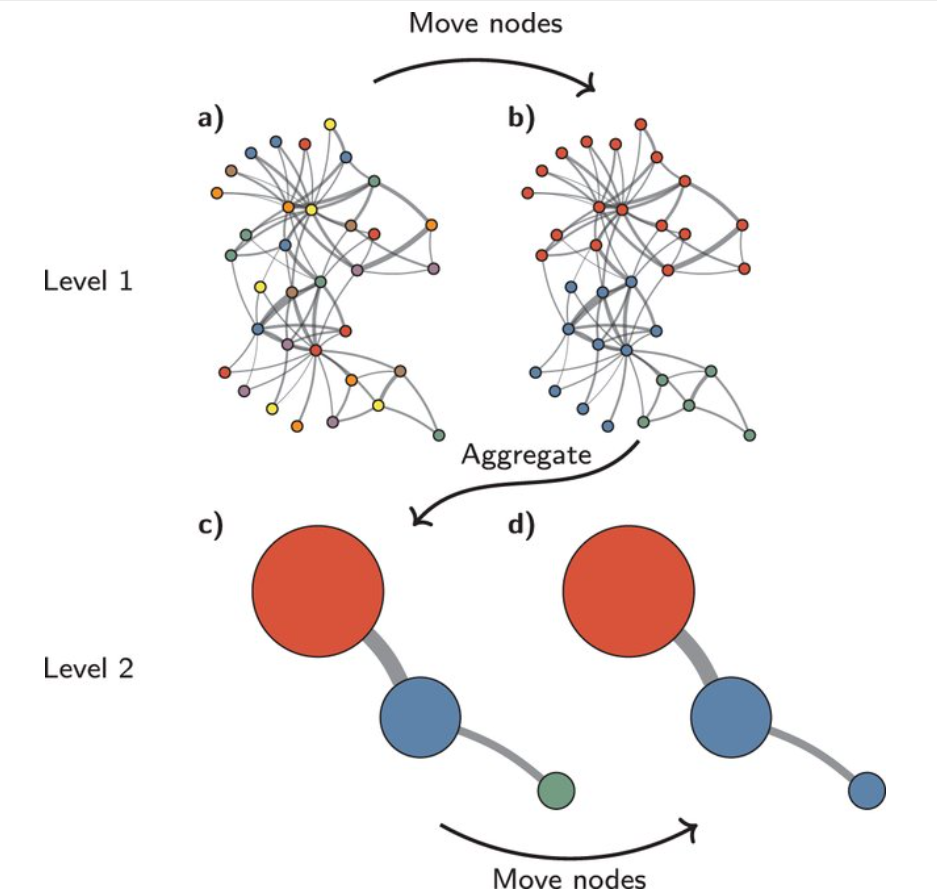 Move nodes
a)
b)
Level 1
Aggregate
c)
d)
Level 2
Move nodes